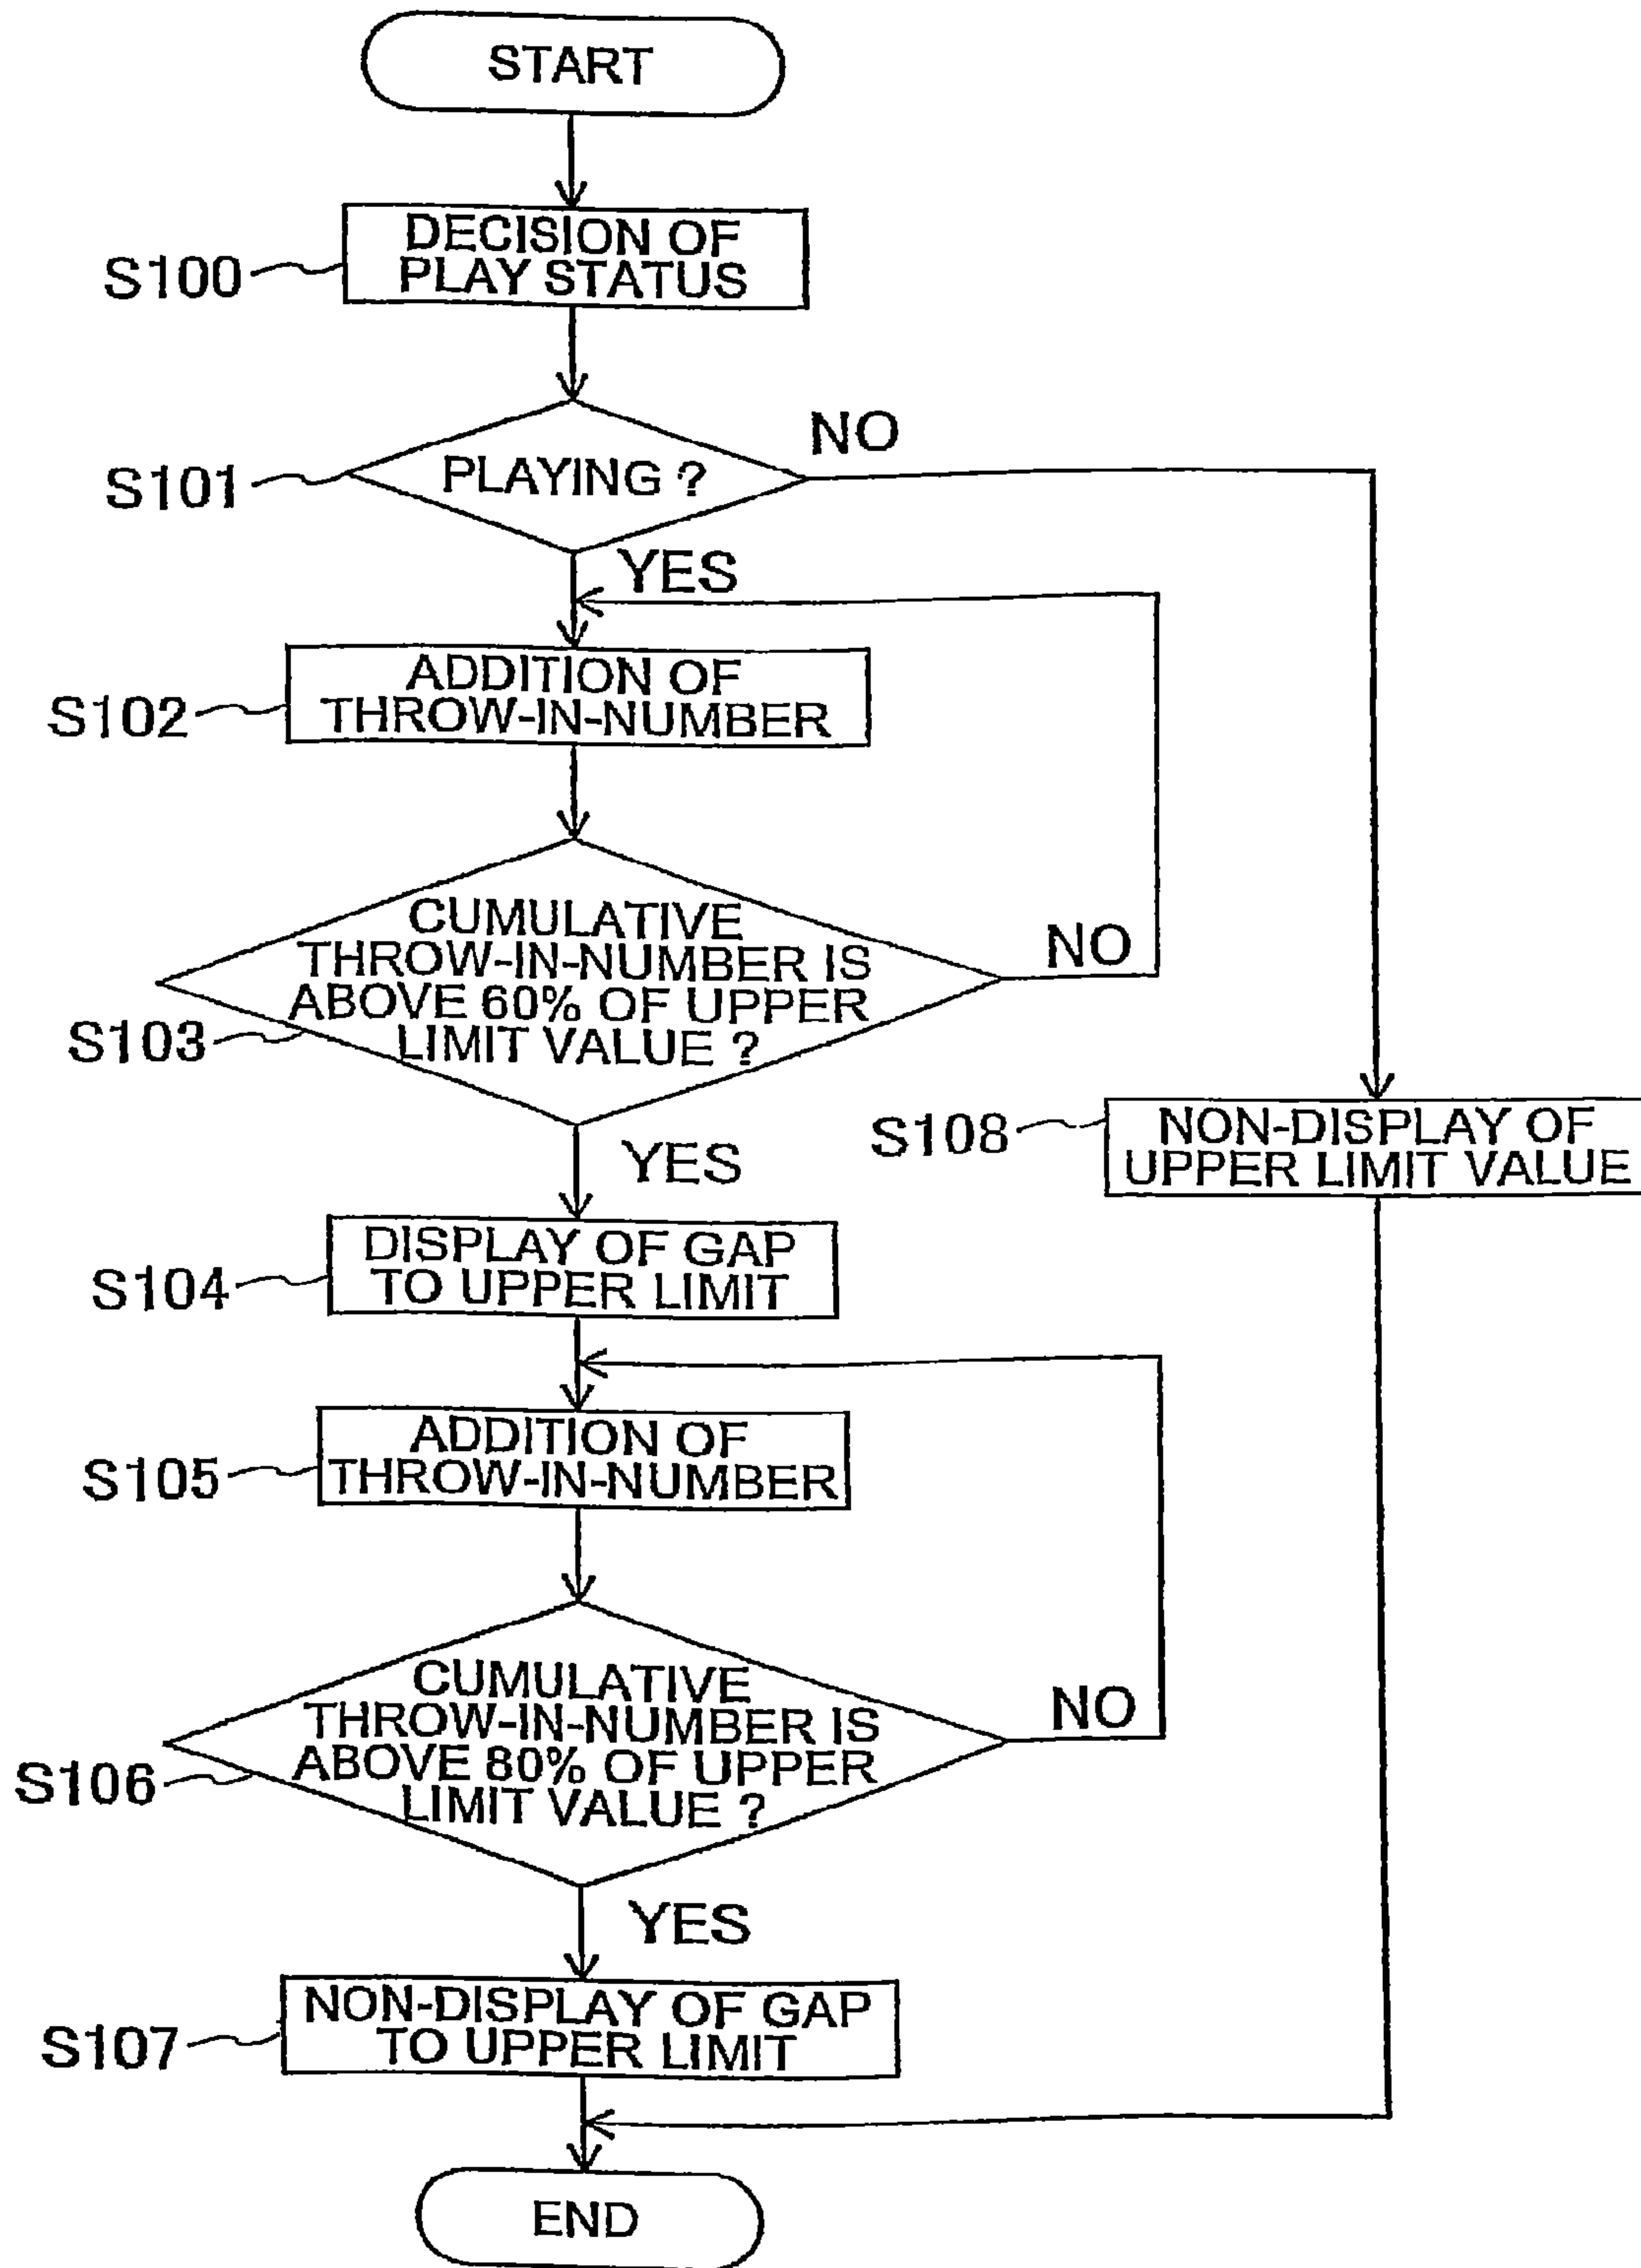 START
S100
DECISION OF
PLAY STATUS
S101
PLAYING ?
NO
YES
S102
ADDITION OF
THROW-IN-NUMBER
S103
CUMULATIVE
THROW-IN-NUMBER IS
ABOVE 60% OF UPPER
LIMIT VALUE ?
NO
YES
S108
NON-DISPLAY OF
UPPER LIMIT VALUE
S104
DISPLAY OF GAP
TO UPPER LIMIT
S105
ADDITION OF
THROW-IN-NUMBER
S106
CUMULATIVE
THROW-IN-NUMBER IS
ABOVE 80% OF UPPER
LIMIT VALUE ?
NO
YES
S107
NON-DISPLAY OF GAP
TO UPPER LIMIT
END